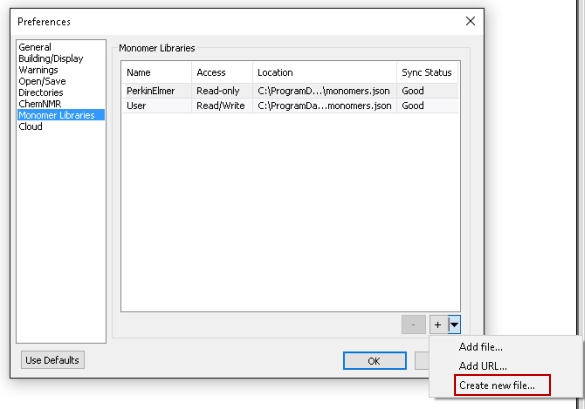 Preferences
General
Building/Display
Warnings
Open/Save
Directories
ChemNMR
Monomer Libraries
Cloud
Monomer Libraries
Name Access Location Sync Status
PerkinElmer Read-only C:\ProgramD...\monomers.json Good
User Read/Write C:\ProgramDa...monomers.json Good
- +
Use Defaults OK
Add file...
Add URL...
Create new file...